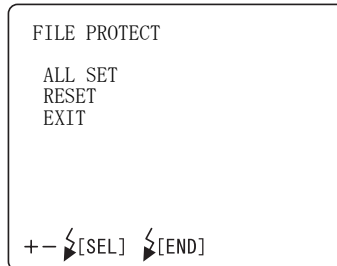 FILE PROTECT
ALL SET
RESET
EXIT
+− [SEL] [END]